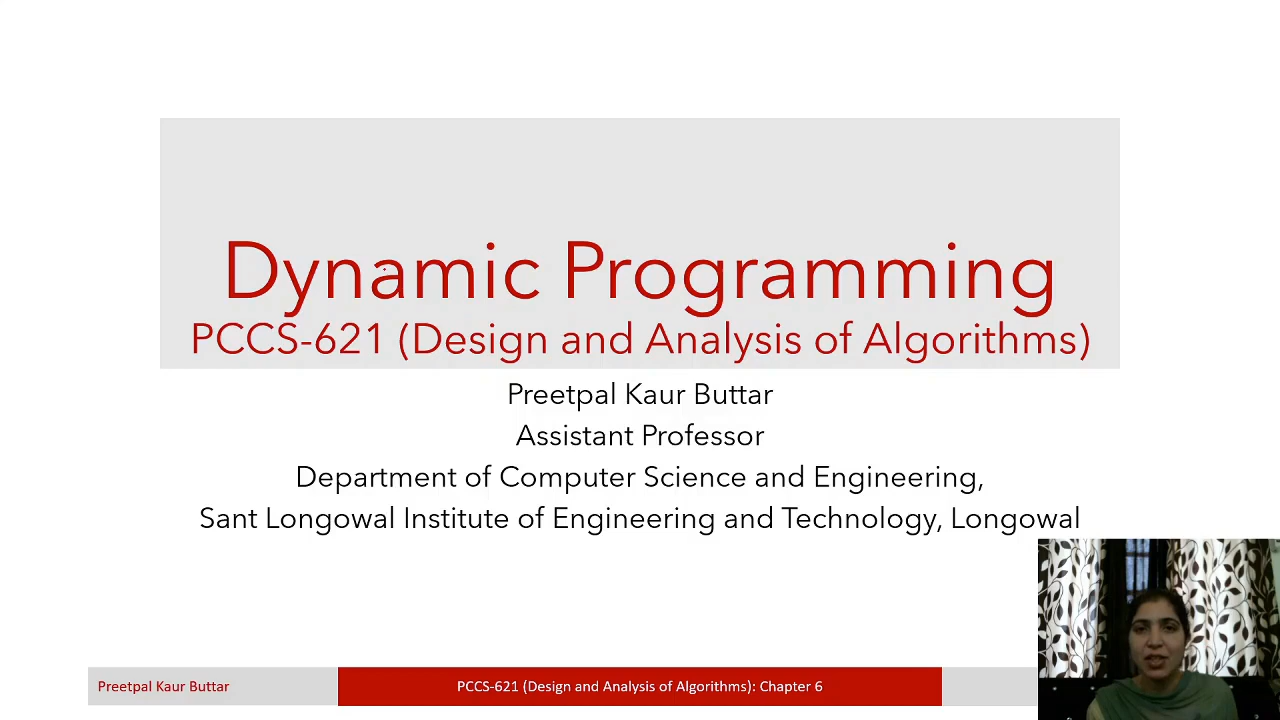 Dynamic Programming
PCCS-621 (Design and Analysis of Algorithms)
Preetpal Kaur Buttar
Assistant Professor
Department of Computer Science and Engineering,
Sant Longowal Institute of Engineering and Technology, Longowal
Preetpal Kaur Buttar
PCCS-621 (Design and Analysis of Algorithms): Chapter 6